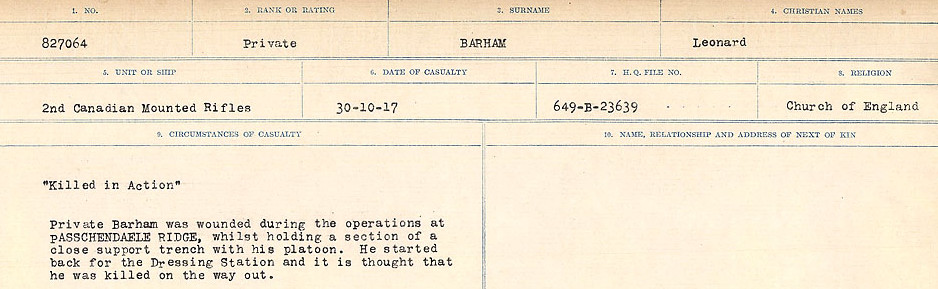 1. NO. 2. RANK OR RATING 3. SURNAME 4. CHRISTIAN NAMES
827064 Private BARHAM Leonard
5. UNIT OR SHIP 6. DATE OF CASUALTY 7. H.Q. FILE NO. 8. RELIGION
2nd Canadian Mounted Rifles 30-10-17 649-B-23639 Church of England
9. CIRCUMSTANCES OF CASUALTY 10. NAME, RELATIONSHIP AND ADDRESS OF NEXT OF KIN
"Killed in Action"
Private Barham was wounded during the operations at
pASSCHENDAELE RIDGE, whilst holding a section of a
close support trench with his platoon. He started
back for the Dressing Station and it is thought that
he was killed on the way out.